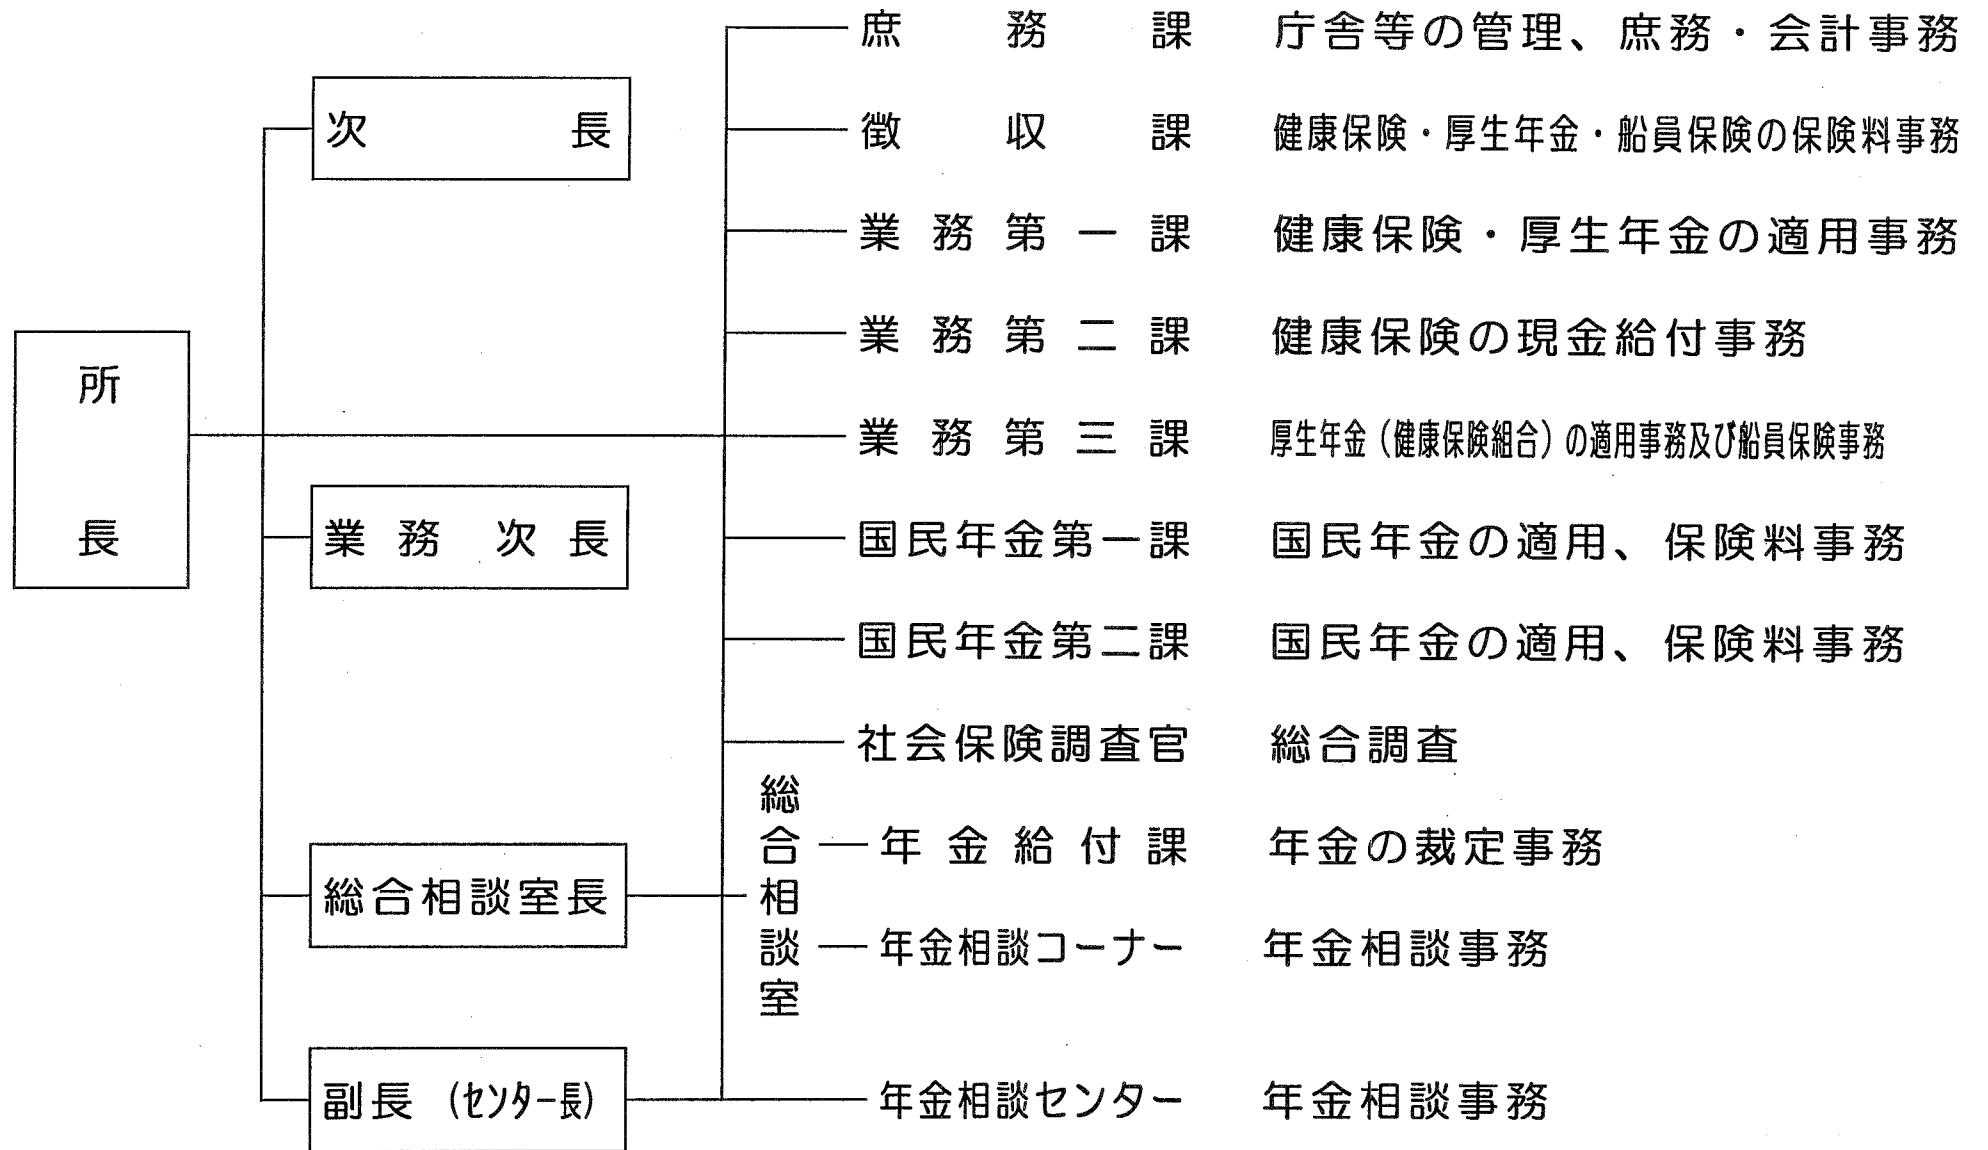 所長
次長
業務次長
総合相談室長
副長（センター長）
庶務課 庁舎等の管理、庶務・会計事務
徴収課 健康保険・厚生年金・船員保険の保険料事務
業務第一課 健康保険・厚生年金の適用事務
業務第二課 健康保険の現金給付事務
業務第三課 厚生年金（健康保険組合）の適用事務及び船員保険事務
国民年金第一課 国民年金の適用、保険料事務
国民年金第二課 国民年金の適用、保険料事務
社会保険調査官 総合調査
総合相談室
年金給付課 年金の裁定事務
年金相談コーナー 年金相談事務
年金相談センター 年金相談事務